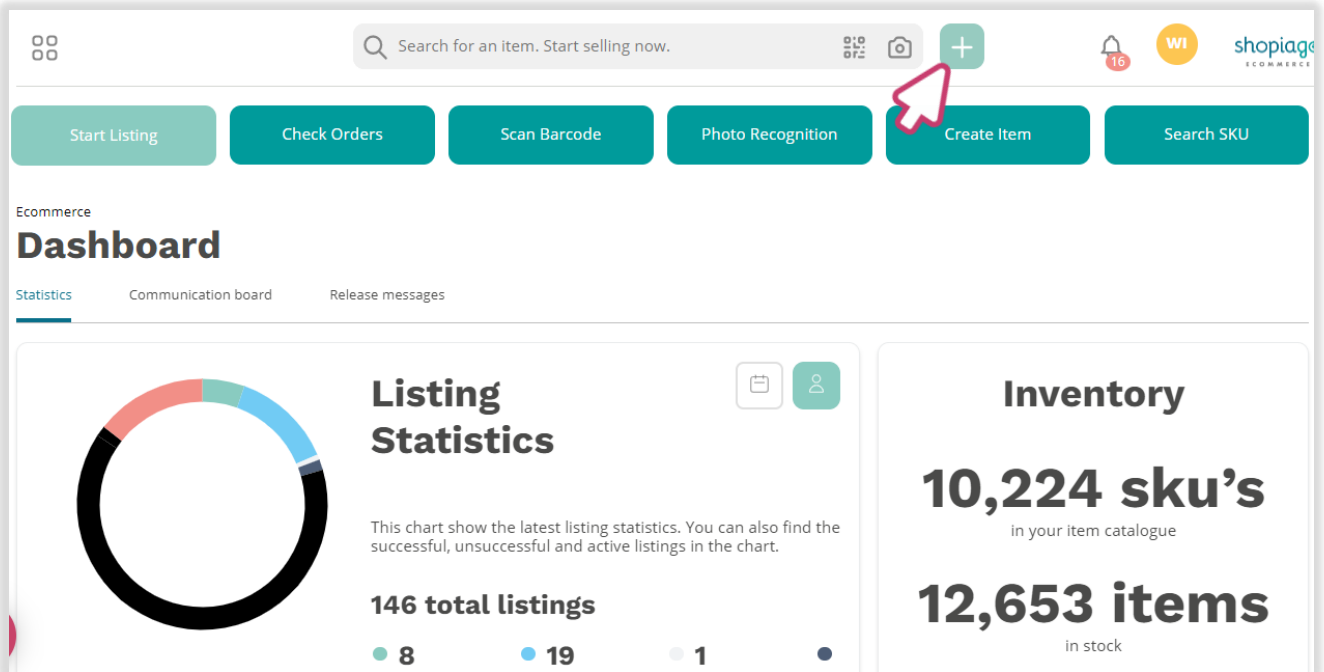 Search for an item. Start selling now.
16
WI
shopiago
ECOMMERCE
Start Listing
Check Orders
Scan Barcode
Photo Recognition
Create Item
Search SKU
Ecommerce
Dashboard
Statistics
Communication board
Release messages
Listing
Statistics
This chart show the latest listing statistics. You can also find the
successful, unsuccessful and active listings in the chart.
146 total listings
8
19
1
Inventory
10,224 sku’s
in your item catalogue
12,653 items
in stock